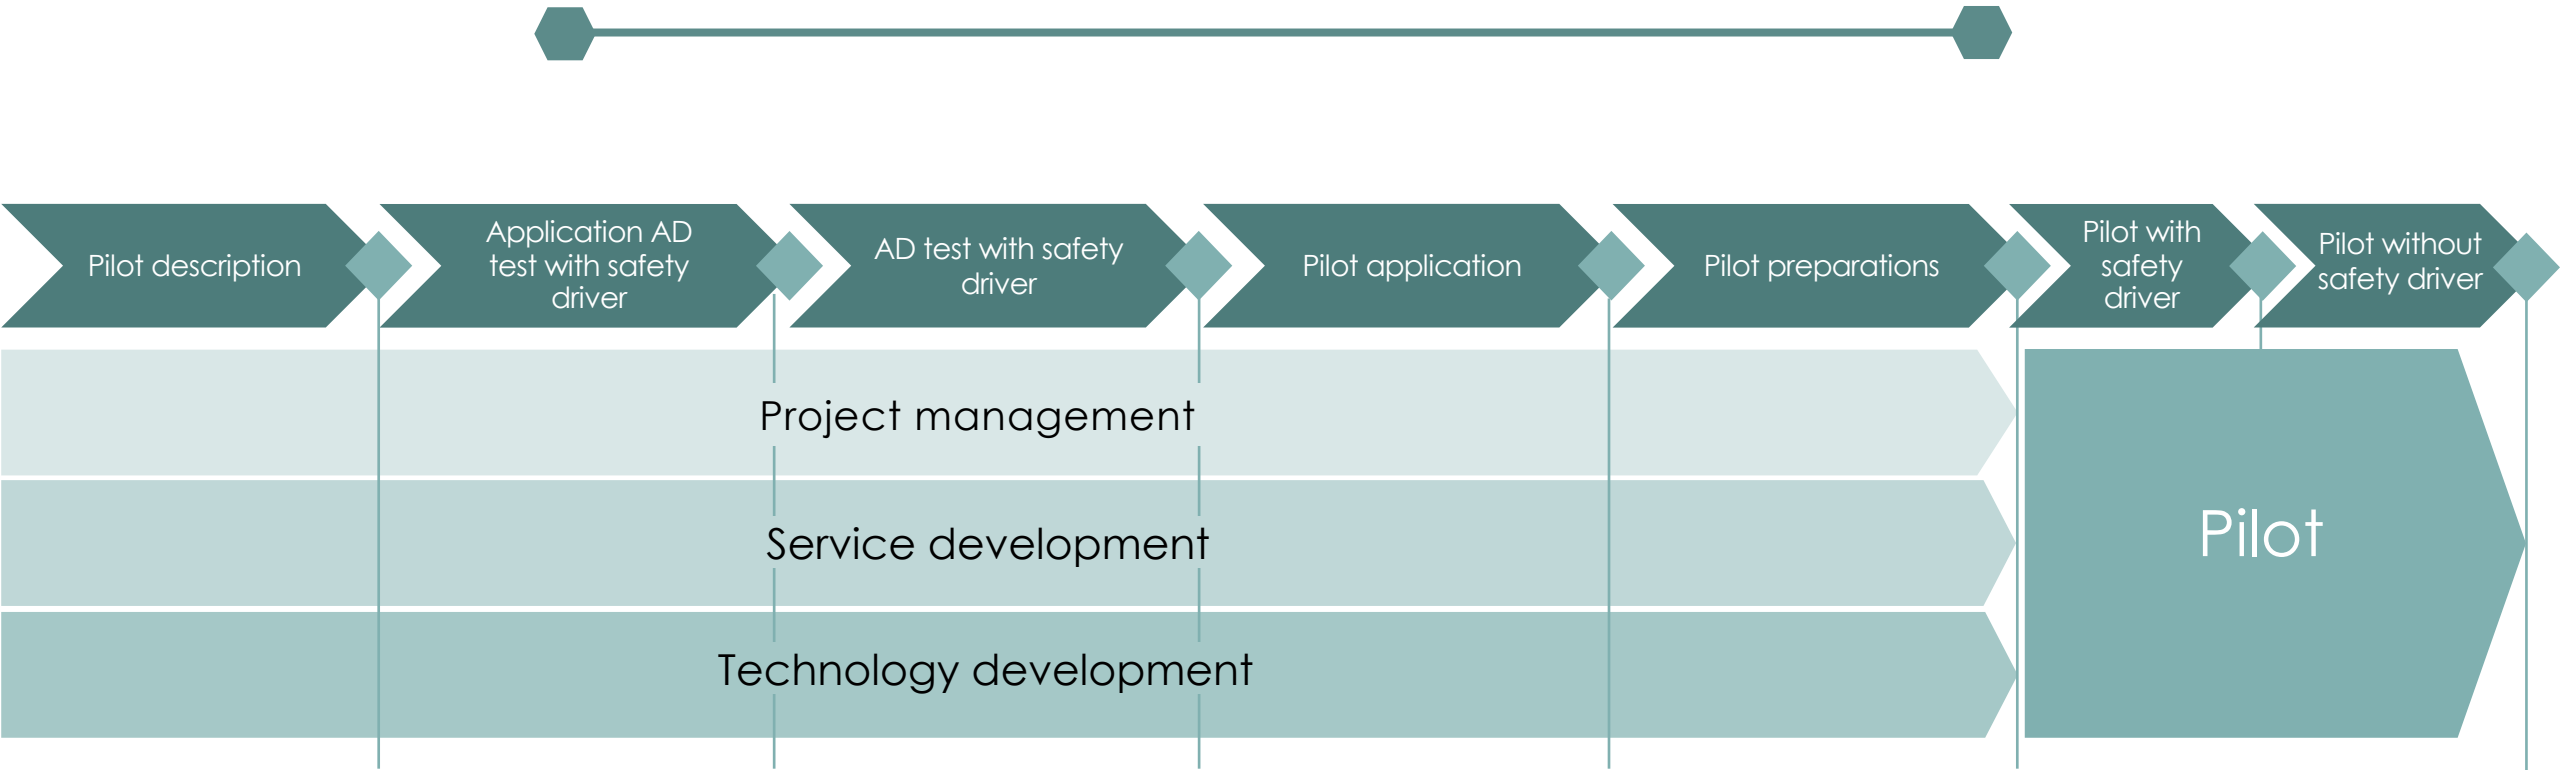 Pilot description
Application AD
test with safety
driver
AD test with safety
driver
Pilot application
Pilot preparations
Pilot with
safety
driver
Pilot without
safety driver
Project management
Service development
Technology development
Pilot